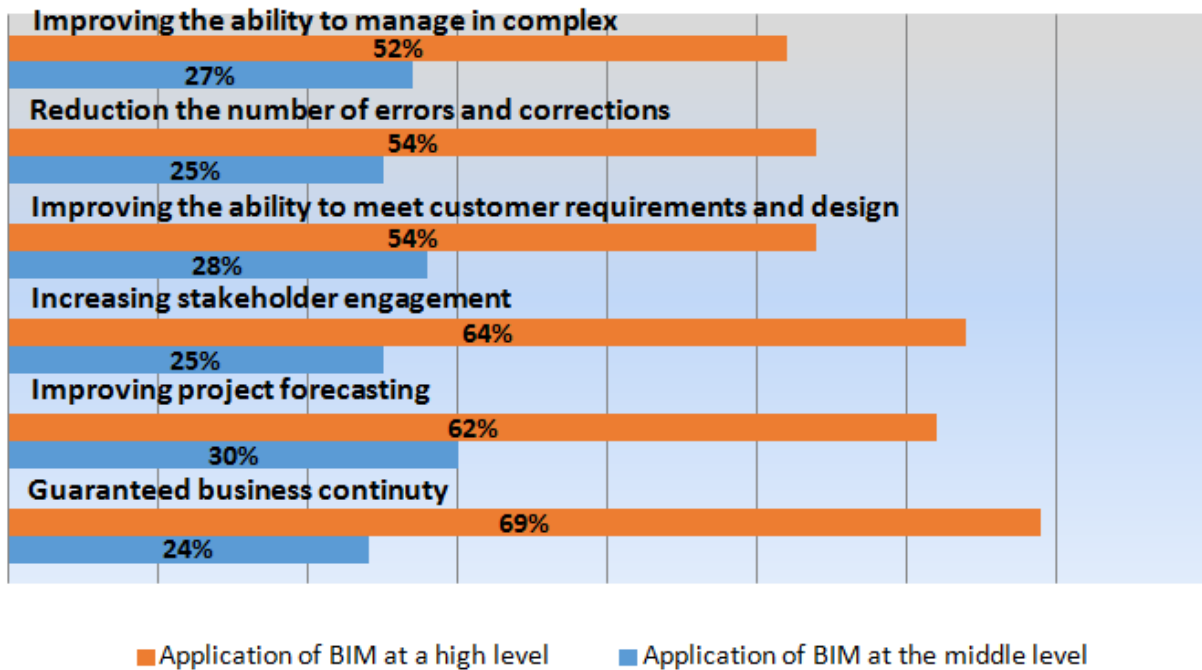 Improving the ability to manage in complex
52%
27%
Reduction the number of errors and corrections
54%
25%
Improving the ability to meet customer requirements and design
54%
28%
Increasing stakeholder engagement
64%
25%
Improving project forecasting
62%
30%
Guaranteed business continuty
69%
24%
Application of BIM at a high level
Application of BIM at the middle level